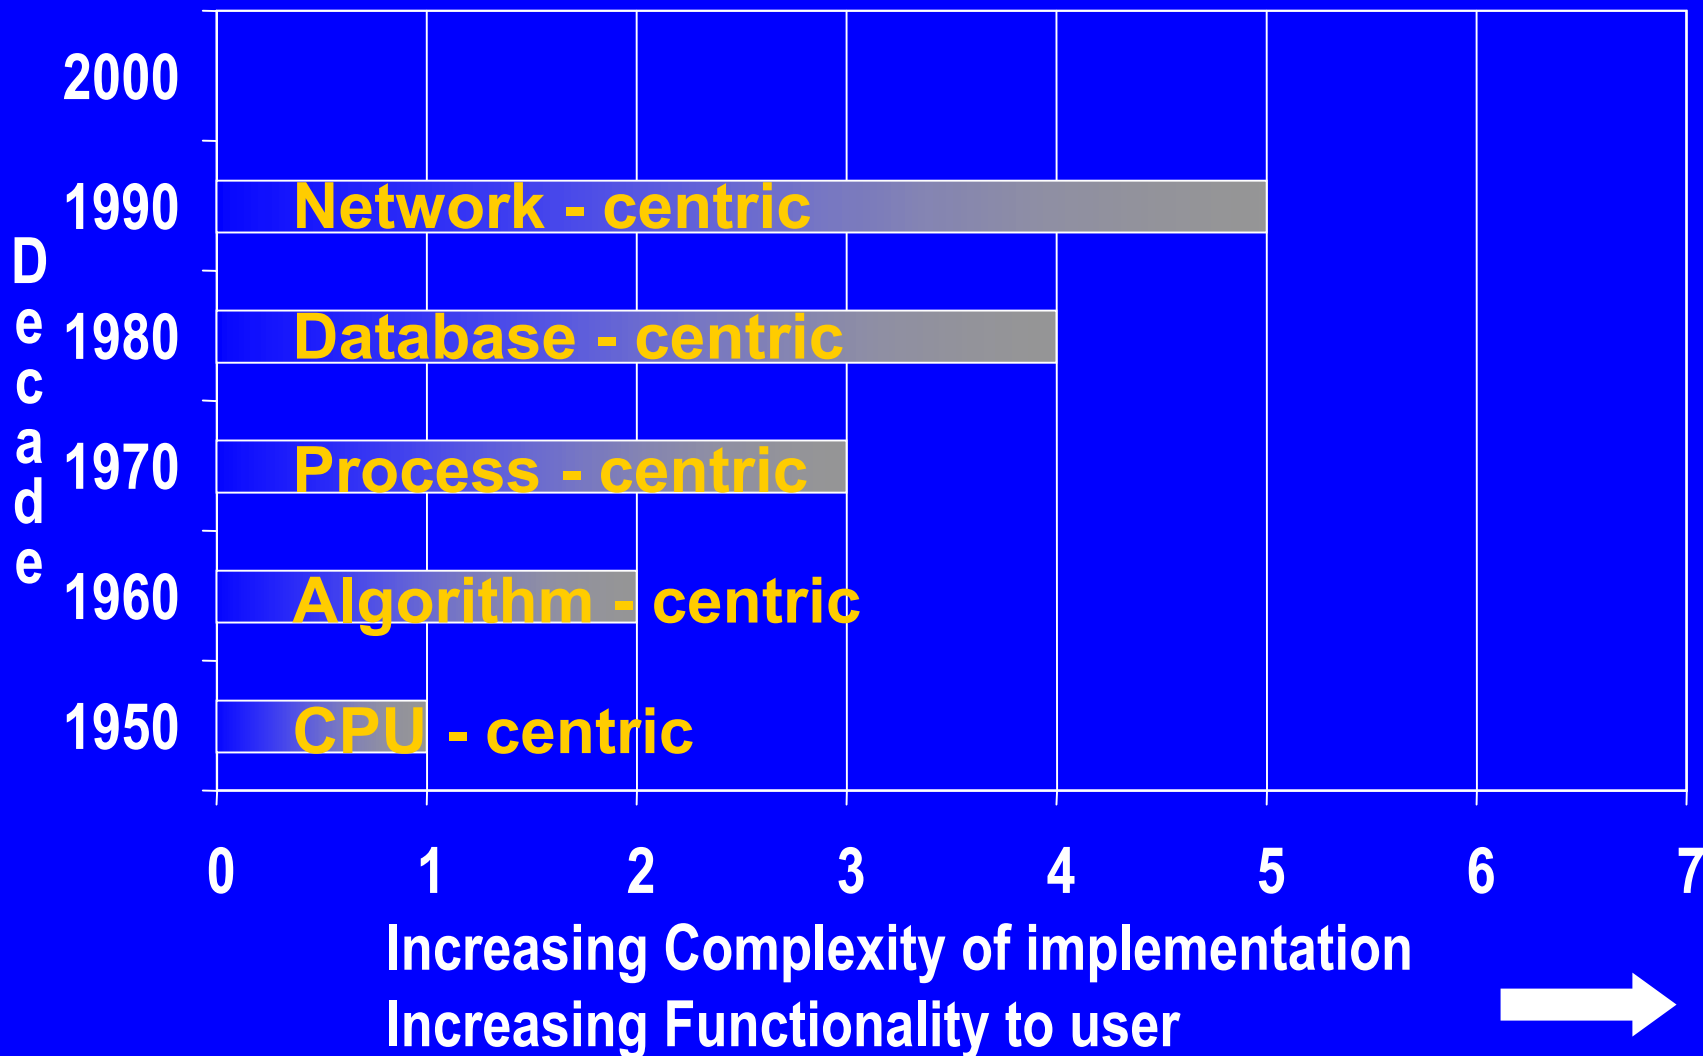 2000
1990 Network - centric
Decade
1980 Database - centric
1970 Process - centric
1960 Algorithm - centric
1950 CPU - centric
0 1 2 3 4 5 6 7
Increasing Complexity of implementation
Increasing Functionality to user